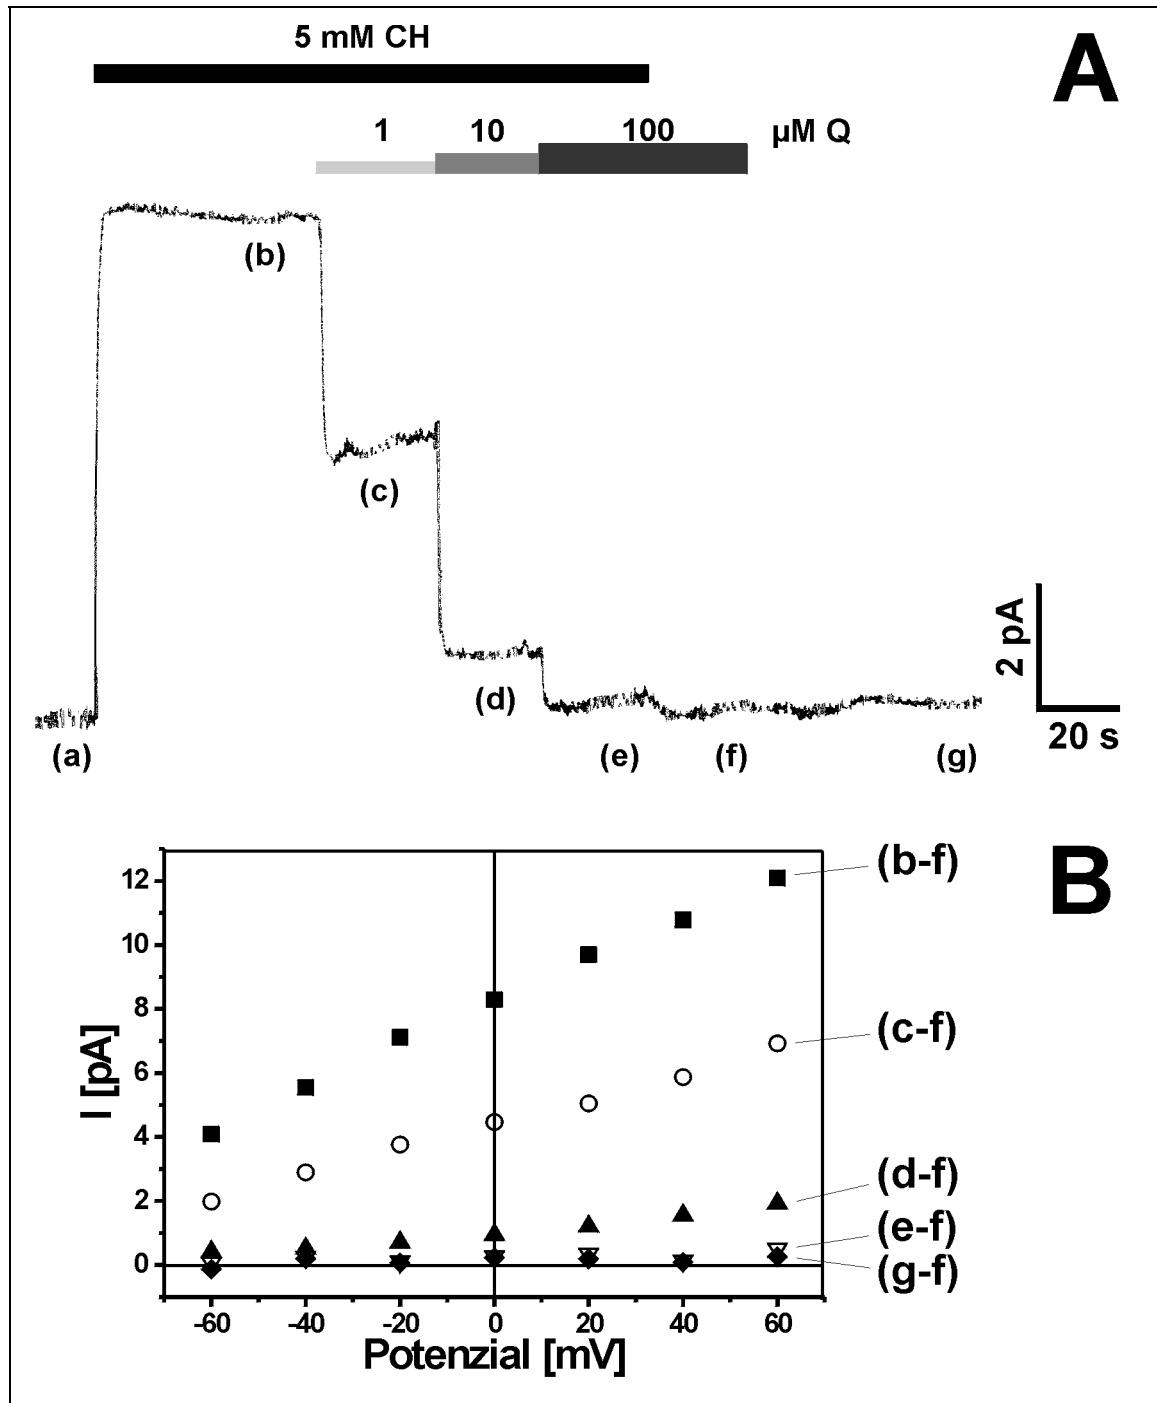 A
5 mM CH
1 10 100 µM Q
(b)
(c)
(d)
2 pA
20 s
(a) (e) (f) (g)
B
I [pA]
12
10
8
6
4
2
0
-60 -40 -20 0 20 40 60
Potenzial [mV]
(b-f)
(c-f)
(d-f)
(e-f)
(g-f)